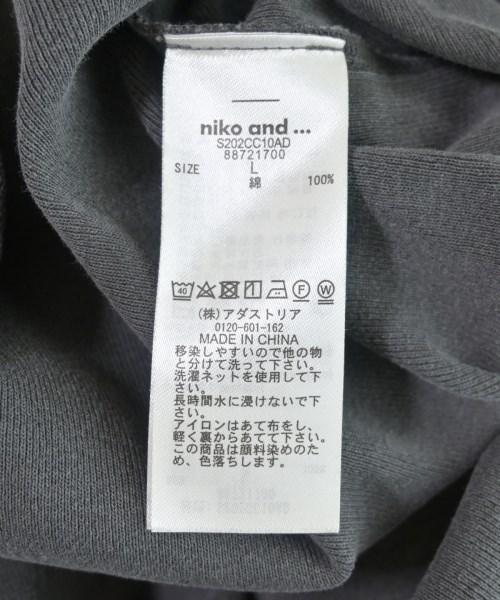 niko and ...
S202CC10AD
88721700
SIZE L
綿 100%
40 F W
(株)アダストリア
0120-601-162
MADE IN CHINA
移染しやすいので他の物
と分けて洗って下さい。
洗濯ネットを使用して下
さい。
長時間水に浸けないで下
さい。
アイロンはあて布をし、
軽く裏からあてて下さい。
この商品は顔料染めのた
め、色落ちします。